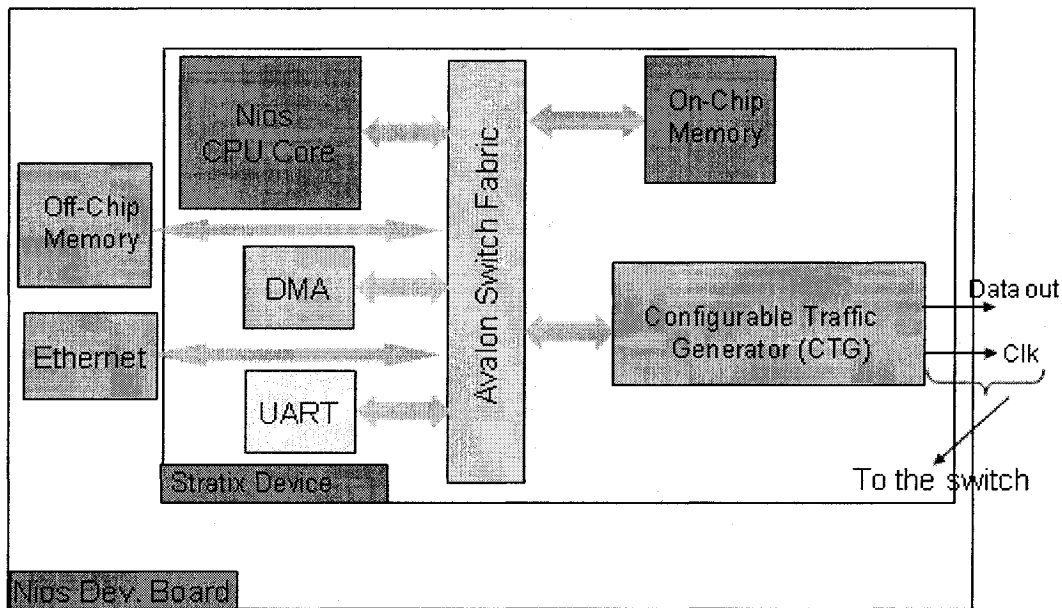 Nios
CPU Core
On-Chip
Memory
Off-Chip
Memory
Avalon Switch Fabric
DMA
Configurable Traffic
Generator (CTG)
Data out
Clk
Ethernet
UART
To the switch
Stratix Device
Nios Dev. Board